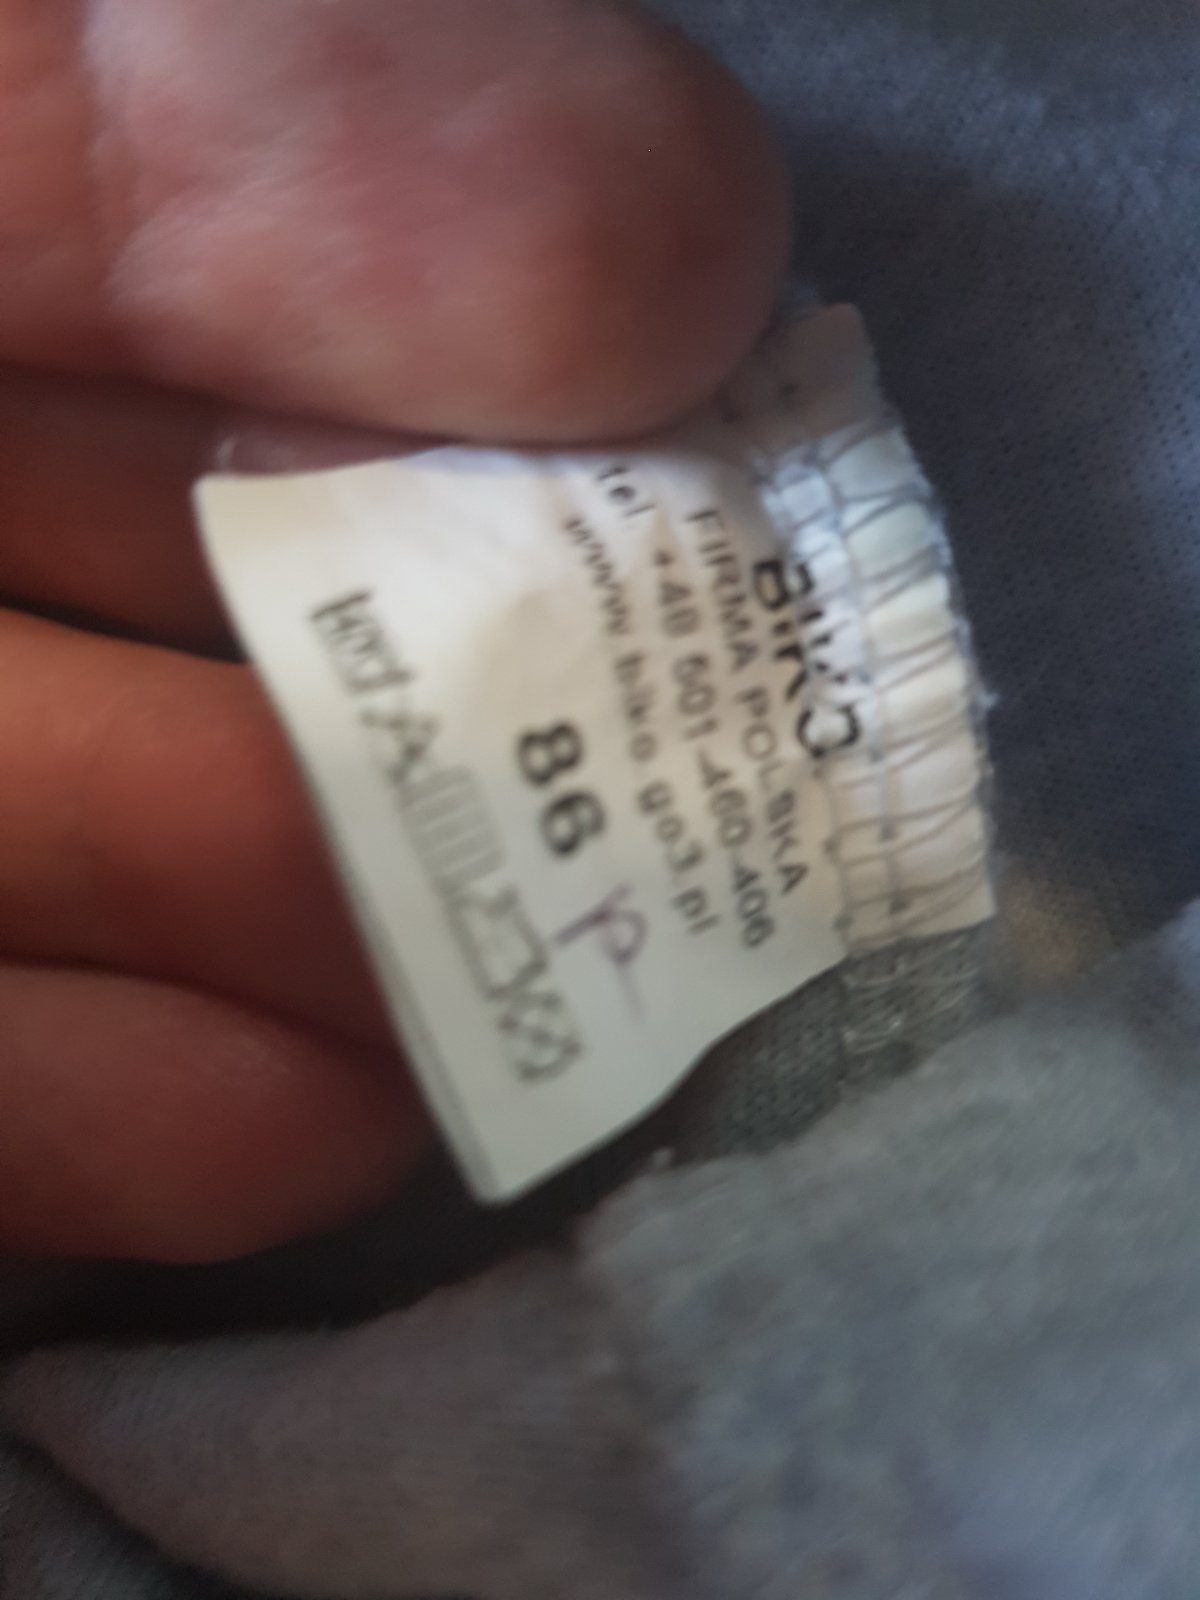 BIKO
FIRMA POLSKA
tel. +48 601-460-406
www.biko.go3.pl
86 p